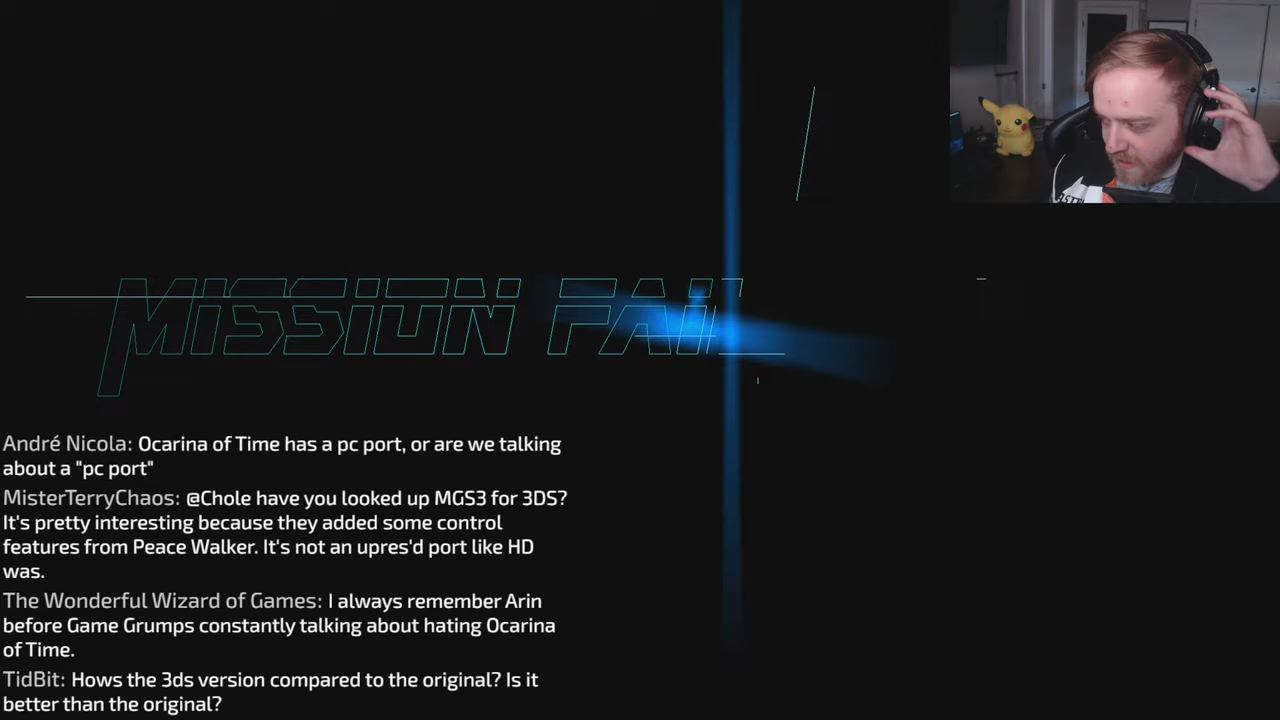 MISSION FAIL
André Nicola: Ocarina of Time has a pc port, or are we talking
about a "pc port"
MisterTerryChaos: @Chole have you looked up MGS3 for 3DS?
It's pretty interesting because they added some control
features from Peace Walker. It's not an upres'd port like HD
was.
The Wonderful Wizard of Games: I always remember Arin
before Game Grumps constantly talking about hating Ocarina
of Time.
TidBit: Hows the 3ds version compared to the original? Is it
better than the original?